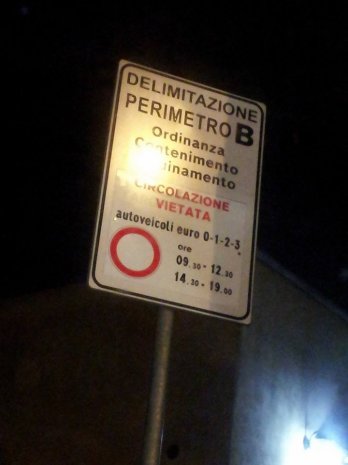 DELIMITAZIONE
PERIMETRO B
Ordinanza
Contenimento
CIRCOLAZIONE
VIETATA
autoveicoli euro 0-1-2-3
ore
09.30 - 12.30
14.30 - 19.00